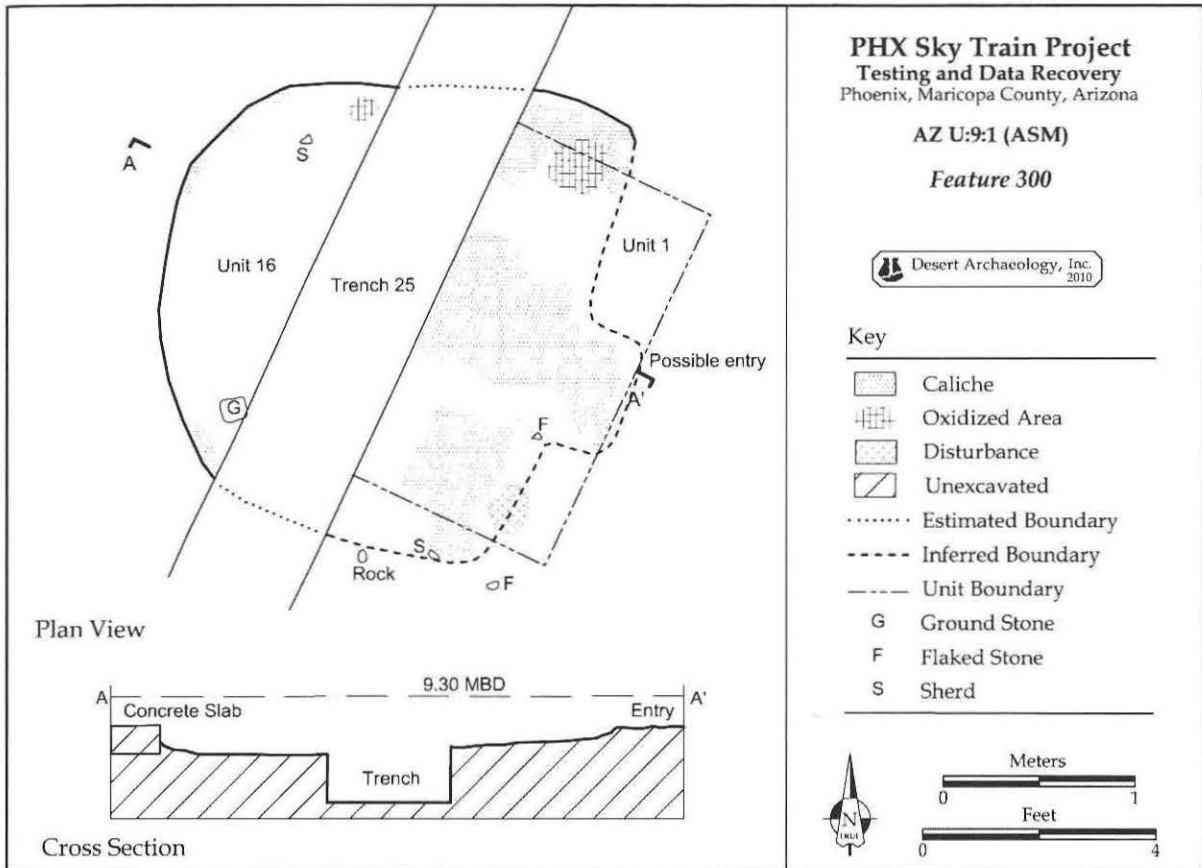 PHX Sky Train Project
Testing and Data Recovery
Phoenix, Maricopa County, Arizona
AZ U:9:1 (ASM)
Feature 300
Desert Archaeology, Inc.
2010
Key
Caliche
Oxidized Area
Disturbance
Unexcavated
Estimated Boundary
Inferred Boundary
Unit Boundary
G Ground Stone
F Flaked Stone
S Sherd
N
Meters
0 1
Feet
0 4
A
S
Unit 16
Trench 25
Unit 1
Possible entry
A'
G
F
S
Rock
F
Plan View
A 9.30 MBD A'
Concrete Slab Entry
Trench
Cross Section